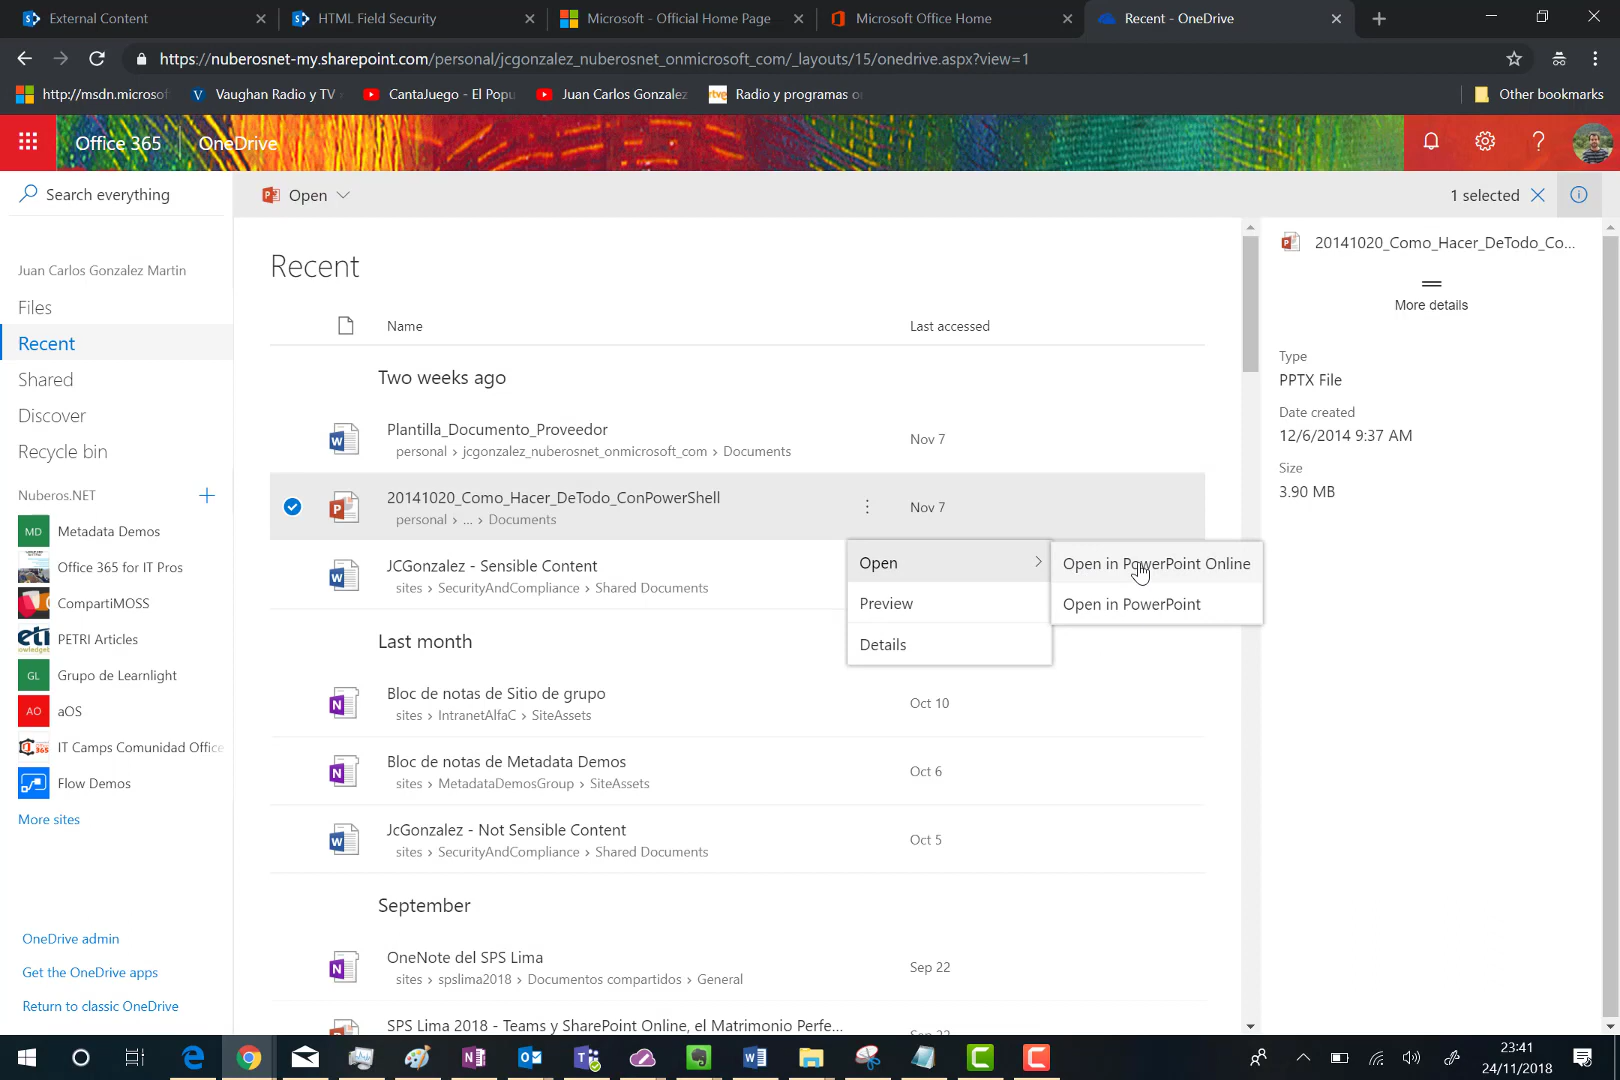 External Content
HTML Field Security
Microsoft - Official Home Page
Microsoft Office Home
Recent - OneDrive
https://nuberosnet-my.sharepoint.com/personal/jcgonzalez_nuberosnet_onmicrosoft_com/_layouts/15/onedrive.aspx?view=1
http://msdn.microsof
Vaughan Radio y TV
CantaJuego - El Popu
Juan Carlos Gonzalez
rtve Radio y programas
Other bookmarks
Office 365
OneDrive
Search everything
Open
1 selected
Juan Carlos Gonzalez Martin
Files
Recent
Shared
Discover
Recycle bin
Nuberos.NET
MD Metadata Demos
Office 365 for IT Pros
CompartiMOSS
PETRI Articles
GL Grupo de Learnlight
AO aOS
IT Camps Comunidad Office
Flow Demos
More sites
OneDrive admin
Get the OneDrive apps
Return to classic OneDrive
Recent
Name
Last accessed
Two weeks ago
Plantilla_Documento_Proveedor
personal > jcgonzalez_nuberosnet_onmicrosoft_com > Documents
Nov 7
20141020_Como_Hacer_DeTodo_ConPowerShell
personal > ... > Documents
Nov 7
JCGonzalez - Sensible Content
sites > SecurityAndCompliance > Shared Documents
Open
Preview
Details
Open in PowerPoint Online
Open in PowerPoint
Last month
Bloc de notas de Sitio de grupo
sites > IntranetAlfaC > SiteAssets
Oct 10
Bloc de notas de Metadata Demos
sites > MetadataDemosGroup > SiteAssets
Oct 6
JcGonzalez - Not Sensible Content
sites > SecurityAndCompliance > Shared Documents
Oct 5
September
OneNote del SPS Lima
sites > spslima2018 > Documentos compartidos > General
Sep 22
SPS Lima 2018 - Teams y SharePoint Online, el Matrimonio Perfe...
Sep 22
20141020_Como_Hacer_DeTodo_Co...
More details
Type
PPTX File
Date created
12/6/2014 9:37 AM
Size
3.90 MB
23:41
24/11/2018